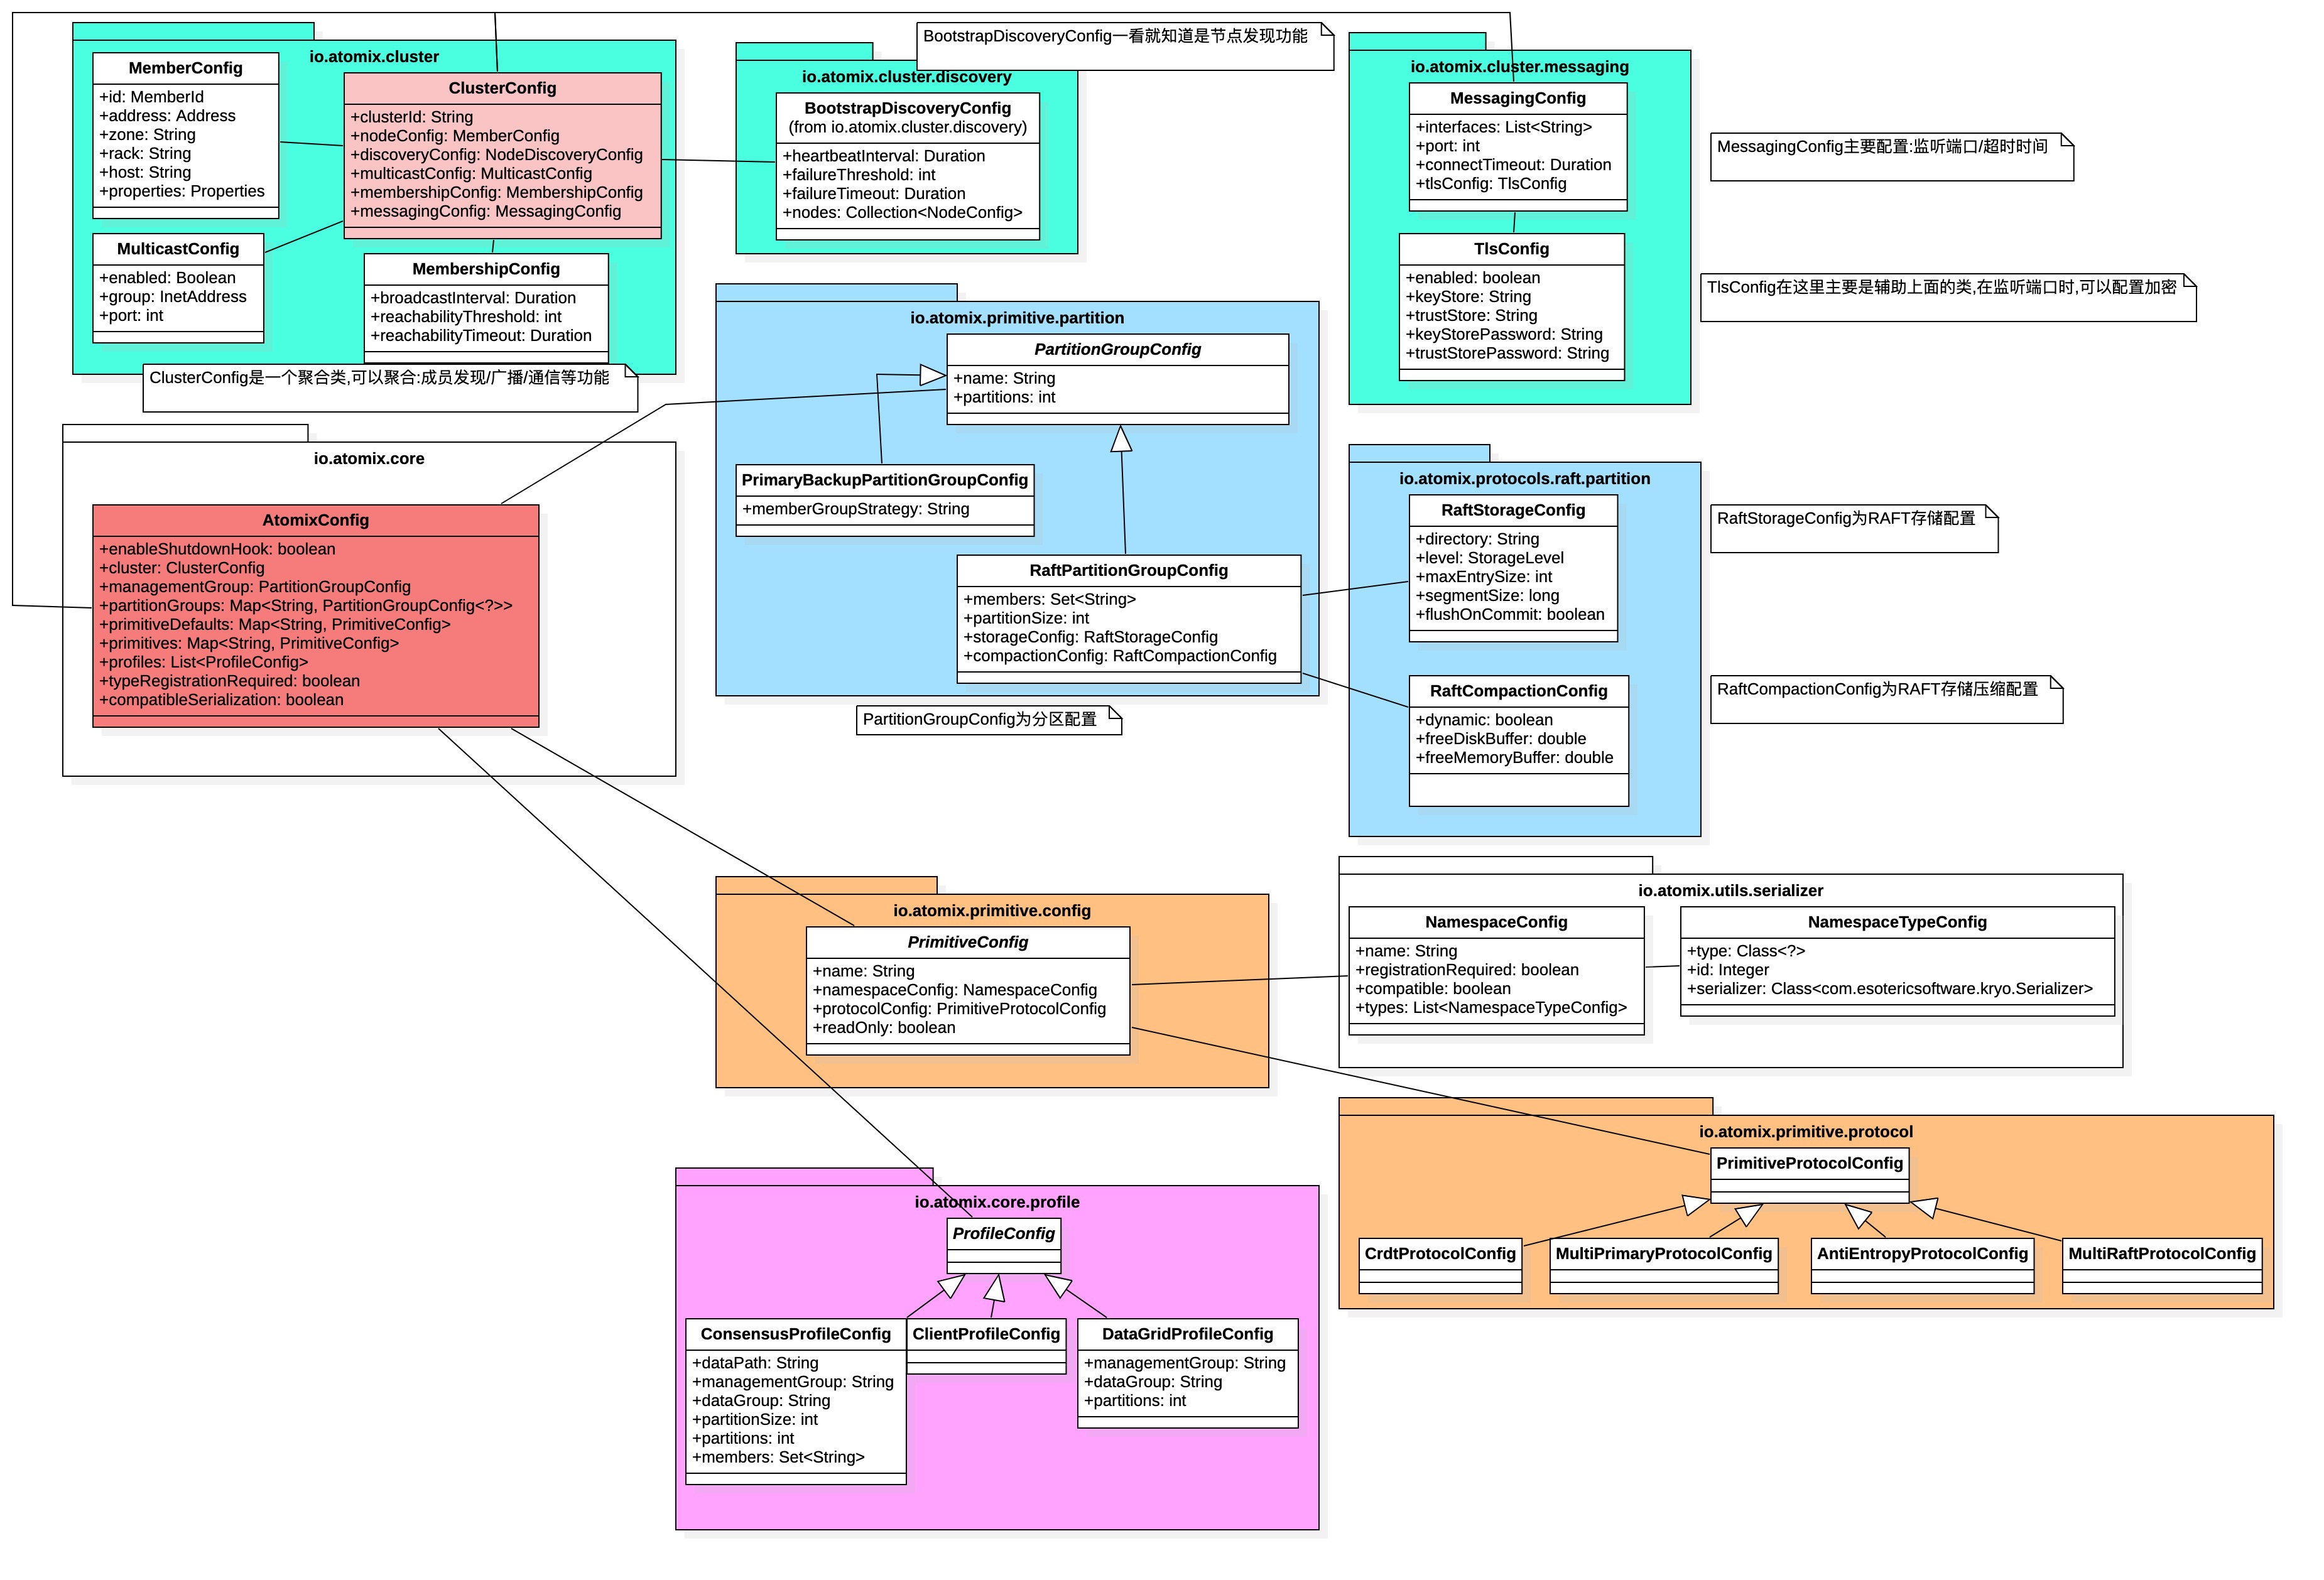 io.atomix.cluster
MemberConfig
+id: MemberId
+address: Address
+zone: String
+rack: String
+host: String
+properties: Properties
ClusterConfig
+clusterId: String
+nodeConfig: MemberConfig
+discoveryConfig: NodeDiscoveryConfig
+multicastConfig: MulticastConfig
+membershipConfig: MembershipConfig
+messagingConfig: MessagingConfig
MulticastConfig
+enabled: Boolean
+group: InetAddress
+port: int
MembershipConfig
+broadcastInterval: Duration
+reachabilityThreshold: int
+reachabilityTimeout: Duration
ClusterConfig是一个聚合类,可以聚合:成员发现/广播/通信等功能
BootstrapDiscoveryConfig一看就知道是节点发现功能
io.atomix.cluster.discovery
BootstrapDiscoveryConfig
(from io.atomix.cluster.discovery)
+heartbeatInterval: Duration
+failureThreshold: int
+failureTimeout: Duration
+nodes: Collection<NodeConfig>
io.atomix.cluster.messaging
MessagingConfig
+interfaces: List<String>
+port: int
+connectTimeout: Duration
+tlsConfig: TlsConfig
MessagingConfig主要配置:监听端口/超时时间
TlsConfig
+enabled: boolean
+keyStore: String
+trustStore: String
+keyStorePassword: String
+trustStorePassword: String
TlsConfig在这里主要是辅助上面的类,在监听端口时,可以配置加密
io.atomix.core
AtomixConfig
+enableShutdownHook: boolean
+cluster: ClusterConfig
+managementGroup: PartitionGroupConfig
+partitionGroups: Map<String, PartitionGroupConfig<?>>
+primitiveDefaults: Map<String, PrimitiveConfig>
+primitives: Map<String, PrimitiveConfig>
+profiles: List<ProfileConfig>
+typeRegistrationRequired: boolean
+compatibleSerialization: boolean
io.atomix.primitive.partition
PartitionGroupConfig
+name: String
+partitions: int
PrimaryBackupPartitionGroupConfig
+memberGroupStrategy: String
RaftPartitionGroupConfig
+members: Set<String>
+partitionSize: int
+storageConfig: RaftStorageConfig
+compactionConfig: RaftCompactionConfig
PartitionGroupConfig为分区配置
io.atomix.protocols.raft.partition
RaftStorageConfig
+directory: String
+level: StorageLevel
+maxEntrySize: int
+segmentSize: long
+flushOnCommit: boolean
RaftStorageConfig为RAFT存储配置
RaftCompactionConfig
+dynamic: boolean
+freeDiskBuffer: double
+freeMemoryBuffer: double
RaftCompactionConfig为RAFT存储压缩配置
io.atomix.primitive.config
PrimitiveConfig
+name: String
+namespaceConfig: NamespaceConfig
+protocolConfig: PrimitiveProtocolConfig
+readOnly: boolean
io.atomix.utils.serializer
NamespaceConfig
+name: String
+registrationRequired: boolean
+compatible: boolean
+types: List<NamespaceTypeConfig>
NamespaceTypeConfig
+type: Class<?>
+id: Integer
+serializer: Class<com.esotericsoftware.kryo.Serializer>
io.atomix.primitive.protocol
PrimitiveProtocolConfig
CrdtProtocolConfig
MultiPrimaryProtocolConfig
AntiEntropyProtocolConfig
MultiRaftProtocolConfig
io.atomix.core.profile
ProfileConfig
ConsensusProfileConfig
+dataPath: String
+managementGroup: String
+dataGroup: String
+partitionSize: int
+partitions: int
+members: Set<String>
ClientProfileConfig
DataGridProfileConfig
+managementGroup: String
+dataGroup: String
+partitions: int